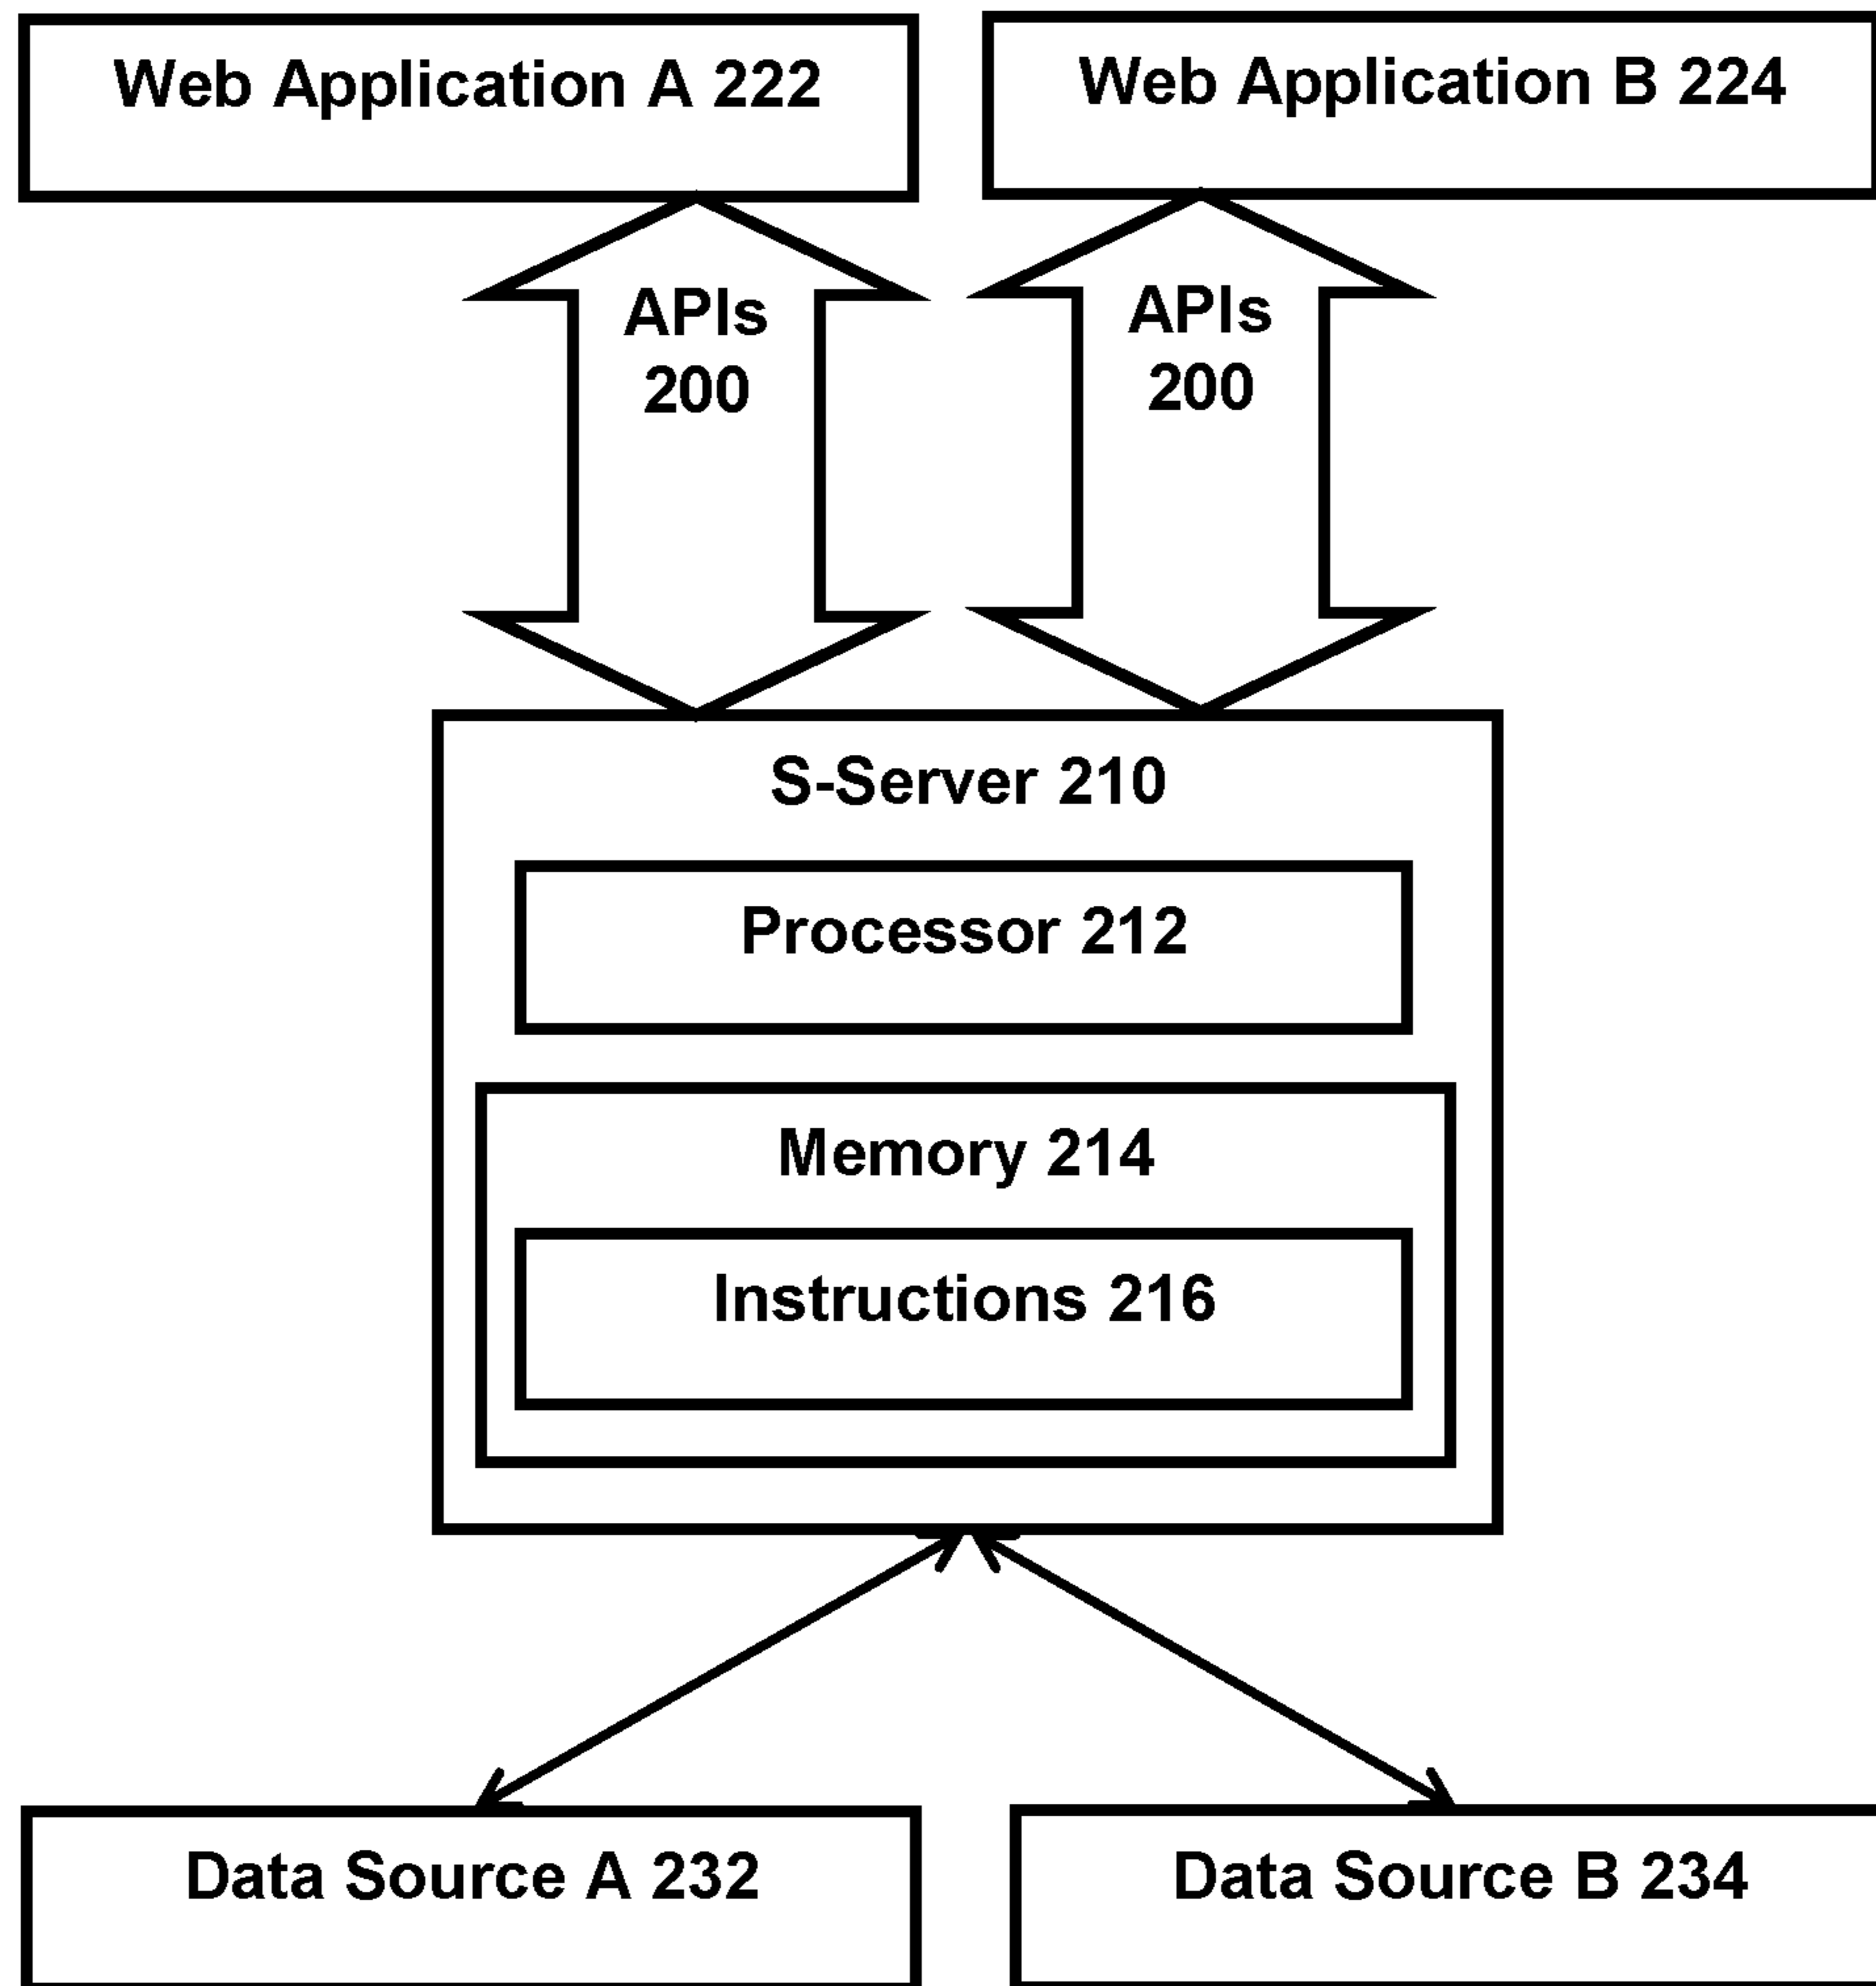 Web Application A 222
Web Application B 224
APIs
200
APIs
200
S-Server 210
Processor 212
Memory 214
Instructions 216
Data Source A 232
Data Source B 234